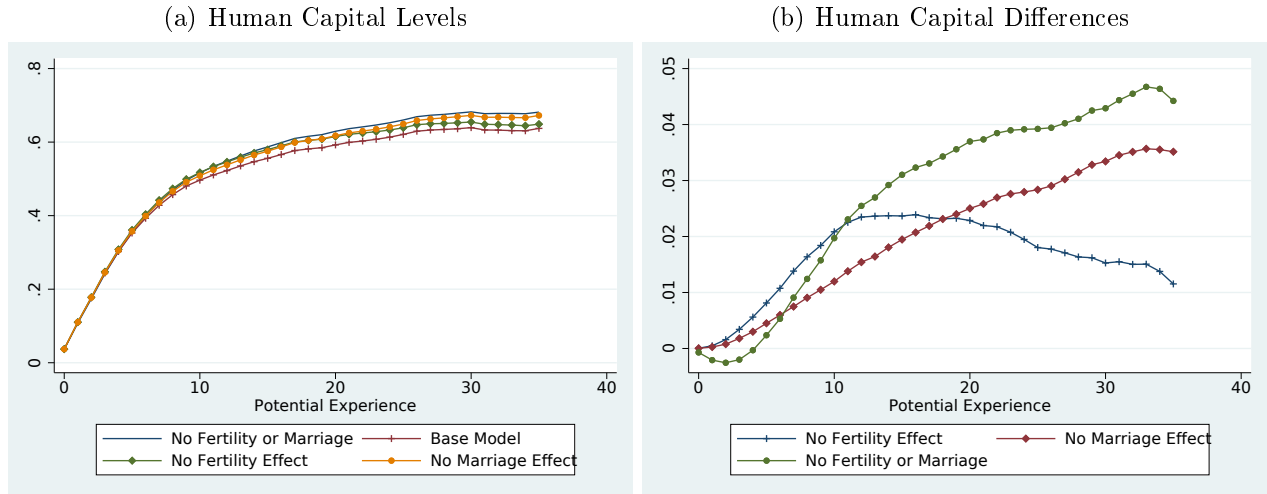 (a) Human Capital Levels
.8
.6
.4
.2
0
0 10 20 30 40
Potential Experience
No Fertility or Marriage Base Model
No Fertility Effect No Marriage Effect
(b) Human Capital Differences
.05
.04
.03
.02
.01
0
0 10 20 30 40
Potential Experience
No Fertility Effect No Marriage Effect
No Fertility or Marriage